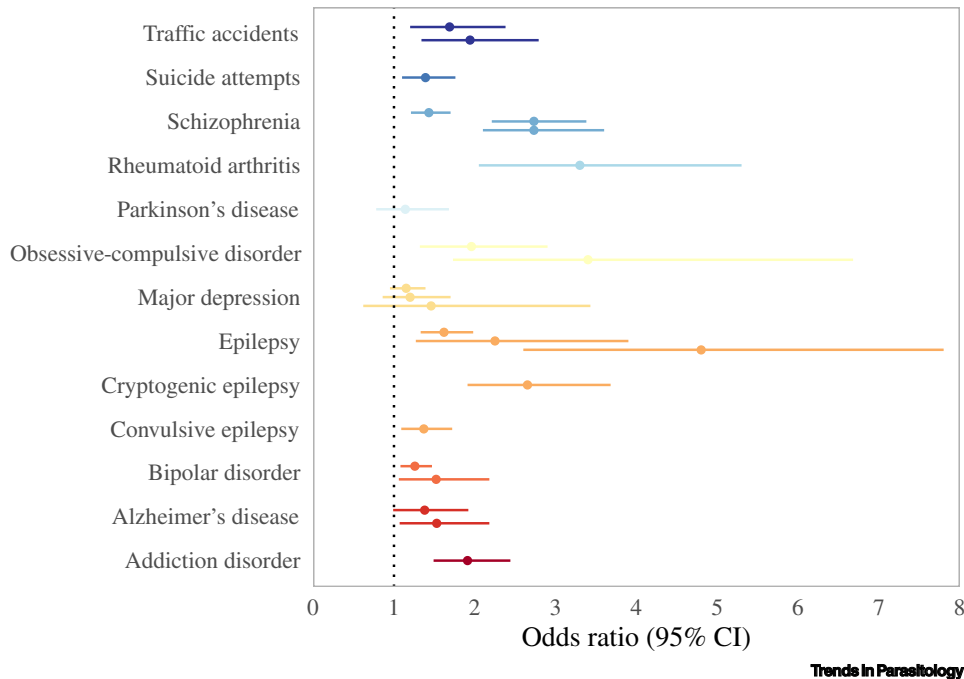 Traffic accidents
Suicide attempts
Schizophrenia
Rheumatoid arthritis
Parkinson’s disease
Obsessive-compulsive disorder
Major depression
Epilepsy
Cryptogenic epilepsy
Convulsive epilepsy
Bipolar disorder
Alzheimer’s disease
Addiction disorder
0 1 2 3 4 5 6 7 8
Odds ratio (95% CI)
Trends in Parasitology